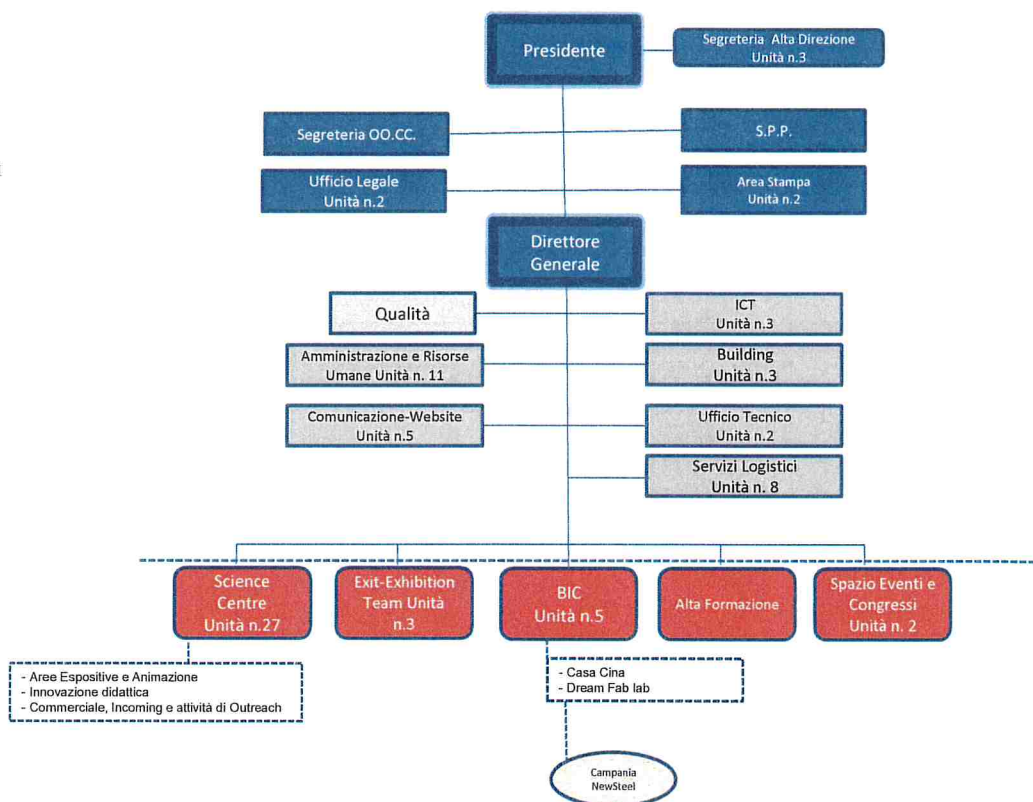 Presidente
Segreteria Alta Direzione
Unità n.3
Segreteria OO.CC.
S.P.P.
Ufficio Legale
Unità n.2
Area Stampa
Unità n.2
Direttore
Generale
Qualità
ICT
Unità n.3
Amministrazione e Risorse
Umane Unità n. 11
Building
Unità n.3
Comunicazione-Website
Unità n.5
Ufficio Tecnico
Unità n.2
Servizi Logistici
Unità n. 8
Science
Centre
Unità n.27
Exit-Exhibition
Team Unità
n.3
BIC
Unità n.5
Alta Formazione
Spazio Eventi e
Congressi
Unità n. 2
- Aree Espositive e Animazione
- Innovazione didattica
- Commerciale, Incoming e attività di Outreach
- Casa Cina
- Dream Fab lab
Campania
NewSteel